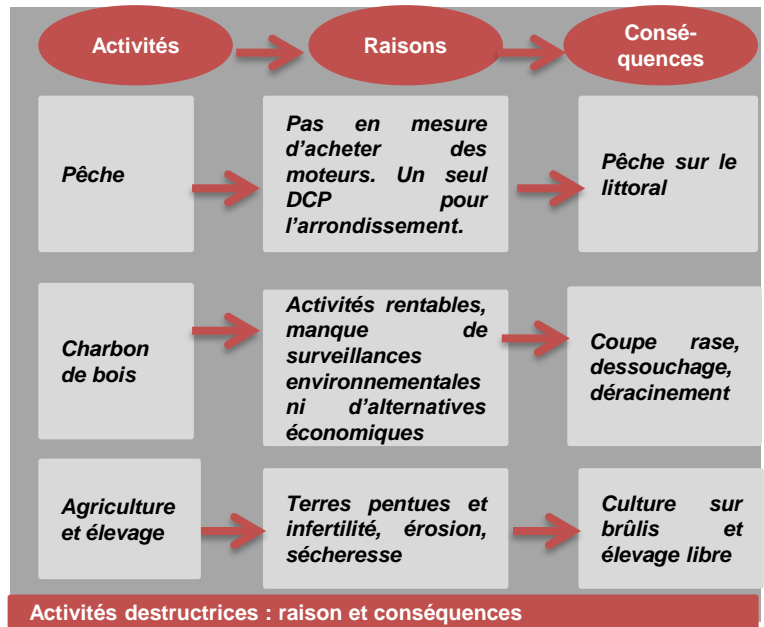 Activités
Raisons
Consé-
quences
Pêche
Pas en mesure
d'acheter des
moteurs. Un seul
DCP pour
l'arrondissement.
Pêche sur le
littoral
Charbon
de bois
Activités rentables,
manque de
surveillances
environnementales
ni d'alternatives
économiques
Coupe rase,
dessouchage,
déracinement
Agriculture
et élevage
Terres pentues et
infertilité, érosion,
sécheresse
Culture sur
brûlis et
élevage libre
Activités destructrices : raison et conséquences